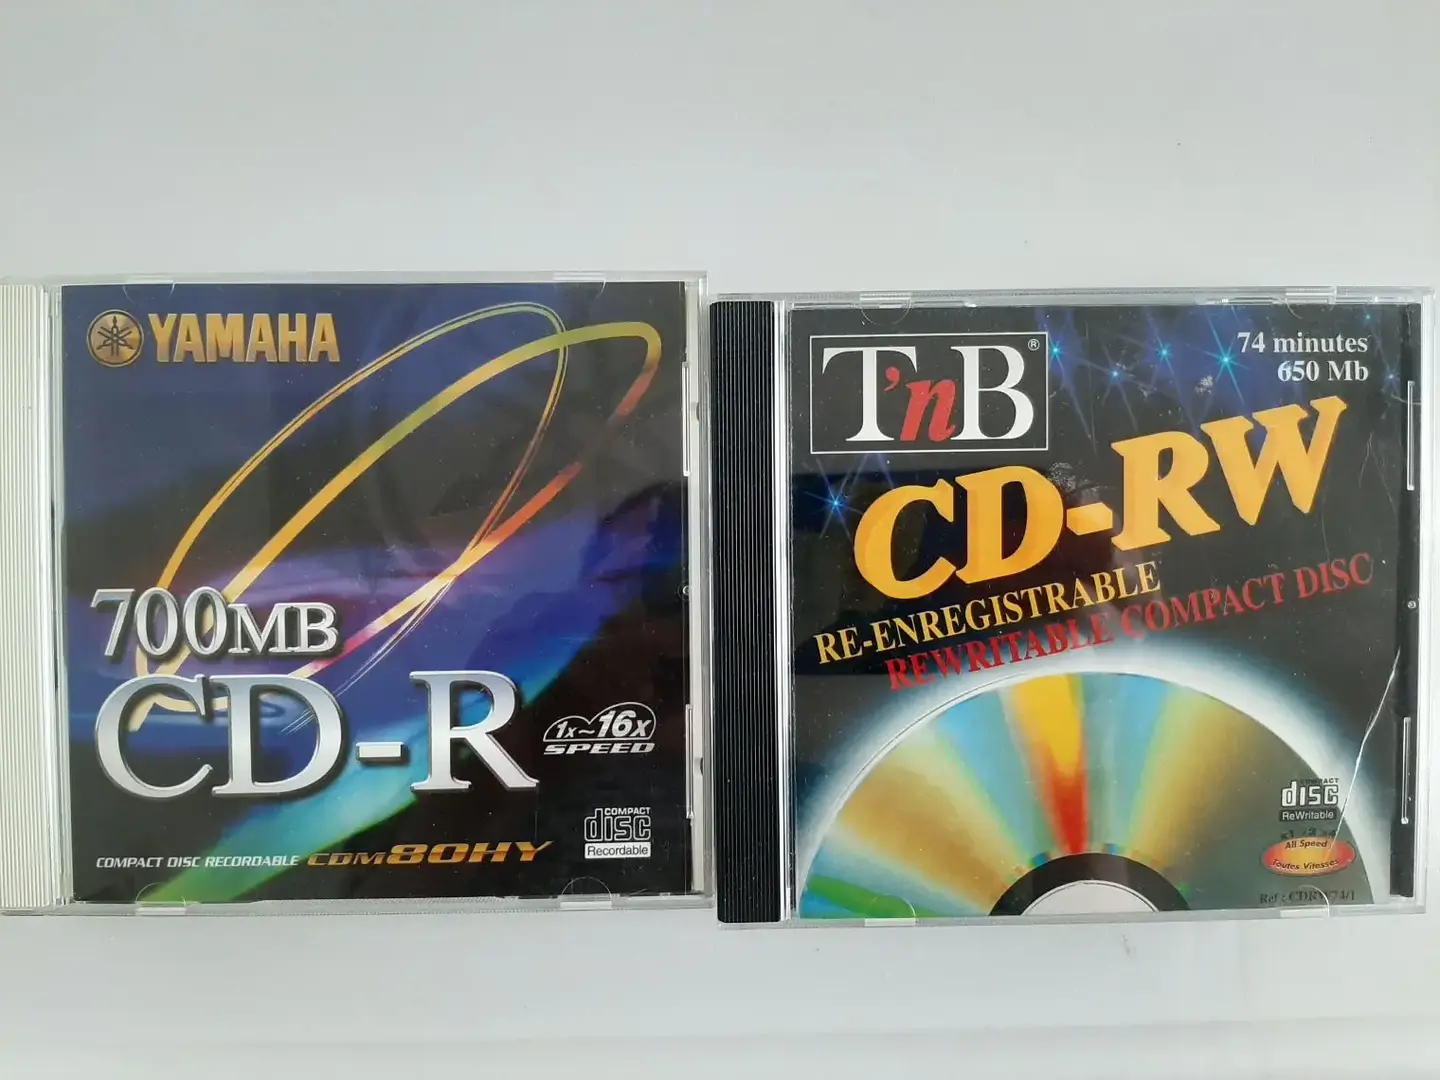 YAMAHA
700MB
CD-R
1x~16x
SPEED
COMPACT
disc
Recordable
COMPACT DISC RECORDABLE CDM80HY
T'nB®
74 minutes
650 Mb
CD-RW
RE-ENREGISTRABLE
REWRITABLE COMPACT DISC
COMPACT
disc
ReWritable
All Speed
Toutes Vitesses